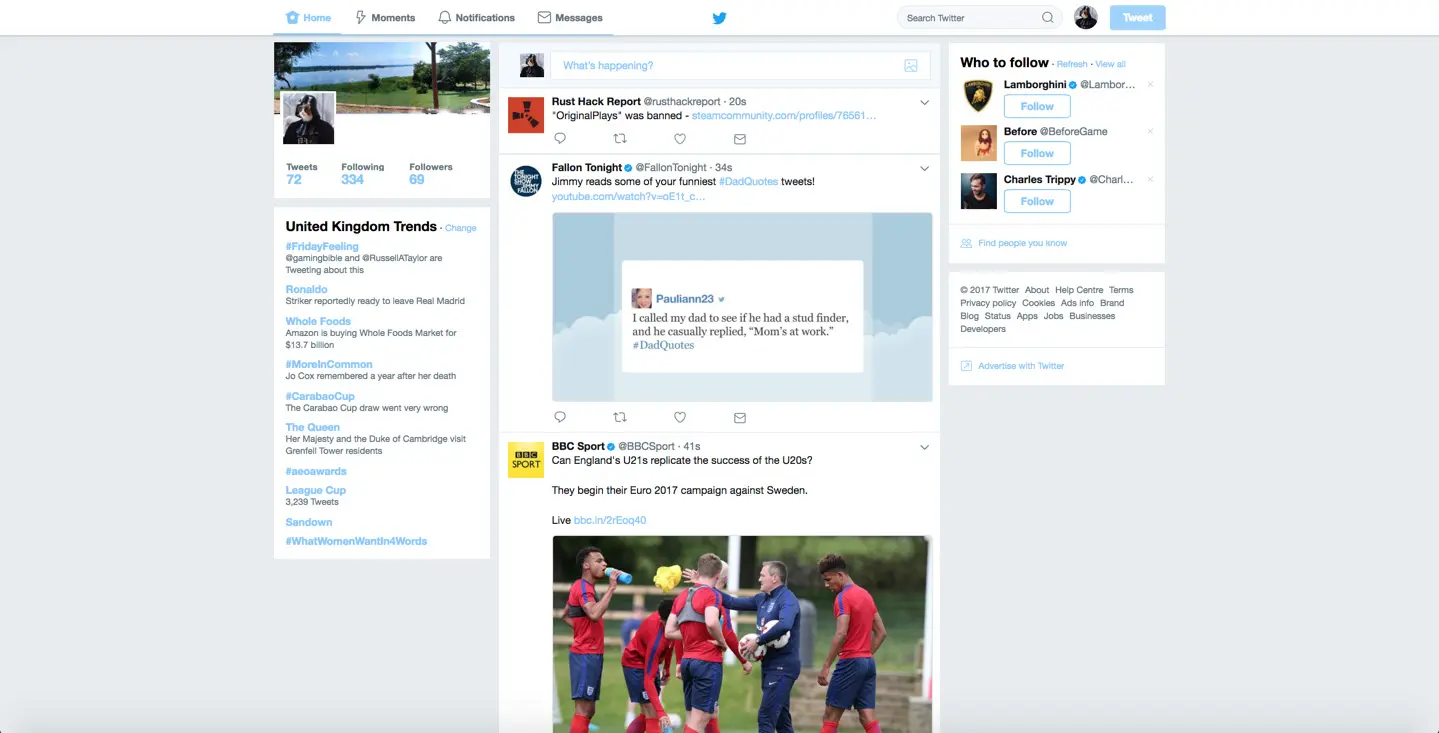 Home
Moments
Notifications
Messages
Search Twitter
Tweet
Tweets
Following
Followers
72
334
69
United Kingdom Trends · Change
#FridayFeeling
@gamingbible and @RussellATaylor are
Tweeting about this
Ronaldo
Striker reportedly ready to leave Real Madrid
Whole Foods
Amazon is buying Whole Foods Market for
$13.7 billion
#MoreInCommon
Jo Cox remembered a year after her death
#CarabaoCup
The Carabao Cup draw went very wrong
The Queen
Her Majesty and the Duke of Cambridge visit
Grenfell Tower residents
#aeoawards
League Cup
3,239 Tweets
Sandown
#WhatWomenWantIn4Words
What's happening?
Rust Hack Report @rusthackreport · 20s
"OriginalPlays" was banned - steamcommunity.com/profiles/76561…
THE TONIGHT SHOW JIMMY FALLON
Fallon Tonight @FallonTonight · 34s
Jimmy reads some of your funniest #DadQuotes tweets!
youtube.com/watch?v=oE1t_c…
Pauliann23
I called my dad to see if he had a stud finder,
and he casually replied, “Mom’s at work.”
#DadQuotes
BBC
SPORT
BBC Sport @BBCSport · 41s
Can England's U21s replicate the success of the U20s?
They begin their Euro 2017 campaign against Sweden.
Live bbc.in/2rEoq40
Who to follow · Refresh · View all
Lamborghini @Lambor…
Follow
Before @BeforeGame
Follow
Charles Trippy @Charl…
Follow
Find people you know
© 2017 Twitter About Help Centre Terms
Privacy policy Cookies Ads info Brand
Blog Status Apps Jobs Businesses
Developers
Advertise with Twitter